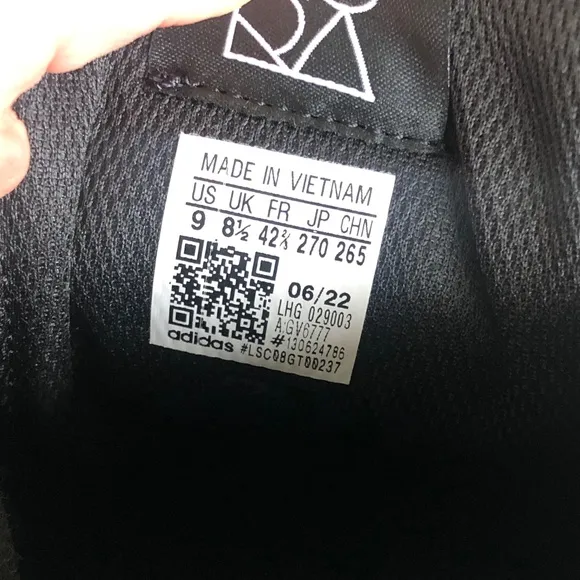 MADE IN VIETNAM
US UK FR JP CHN
9 8½ 42⅔ 270 265
06/22
LHG 029003
A:GV6777
#130624786
adidas #LSC08GT00237